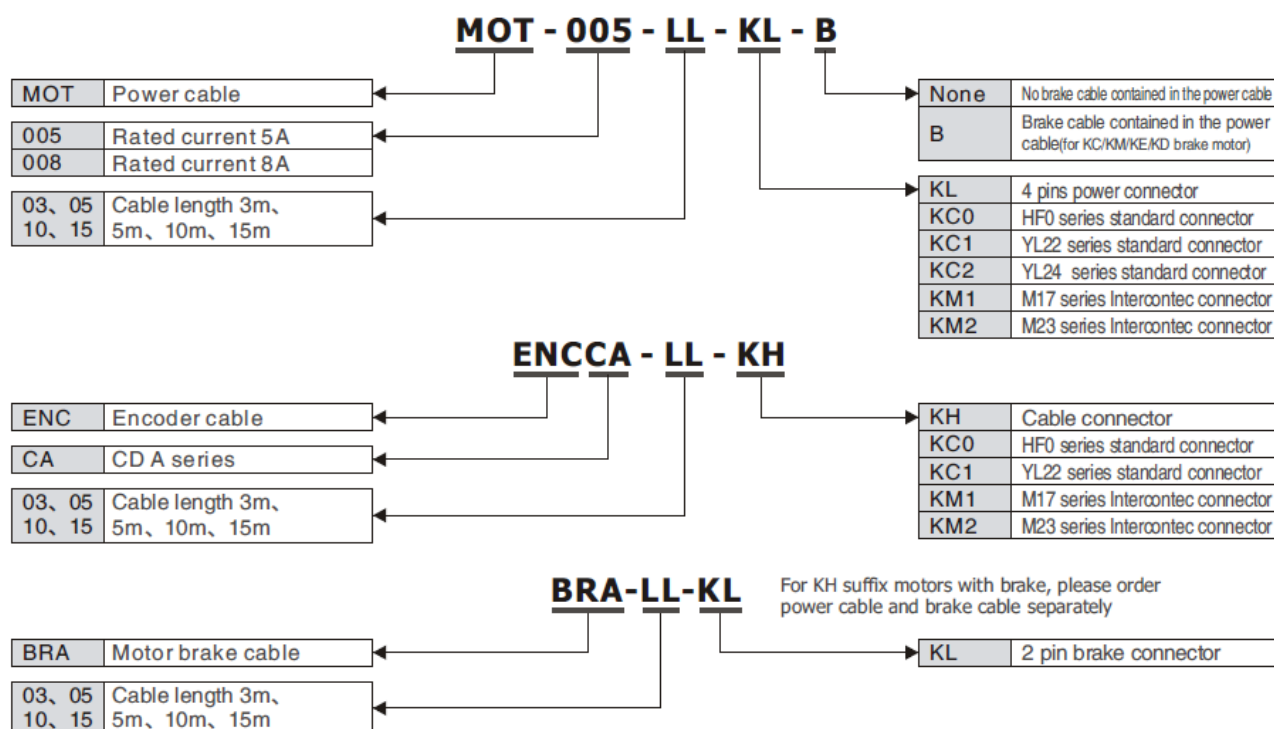 MOT - 005 - LL - KL - B
MOT Power cable
005 Rated current 5A
008 Rated current 8A
03、05 Cable length 3m、
10、15 5m、10m、15m
None No brake cable contained in the power cable
B Brake cable contained in the power
cable(for KC/KM/KE/KD brake motor)
KL 4 pins power connector
KC0 HF0 series standard connector
KC1 YL22 series standard connector
KC2 YL24 series standard connector
KM1 M17 series Intercontec connector
KM2 M23 series Intercontec connector
ENCCA - LL - KH
ENC Encoder cable
CA CD A series
03、05 Cable length 3m、
10、15 5m、10m、15m
KH Cable connector
KC0 HF0 series standard connector
KC1 YL22 series standard connector
KM1 M17 series Intercontec connector
KM2 M23 series Intercontec connector
BRA-LL-KL
For KH suffix motors with brake, please order
power cable and brake cable separately
BRA Motor brake cable
03、05 Cable length 3m、
10、15 5m、10m、15m
KL 2 pin brake connector